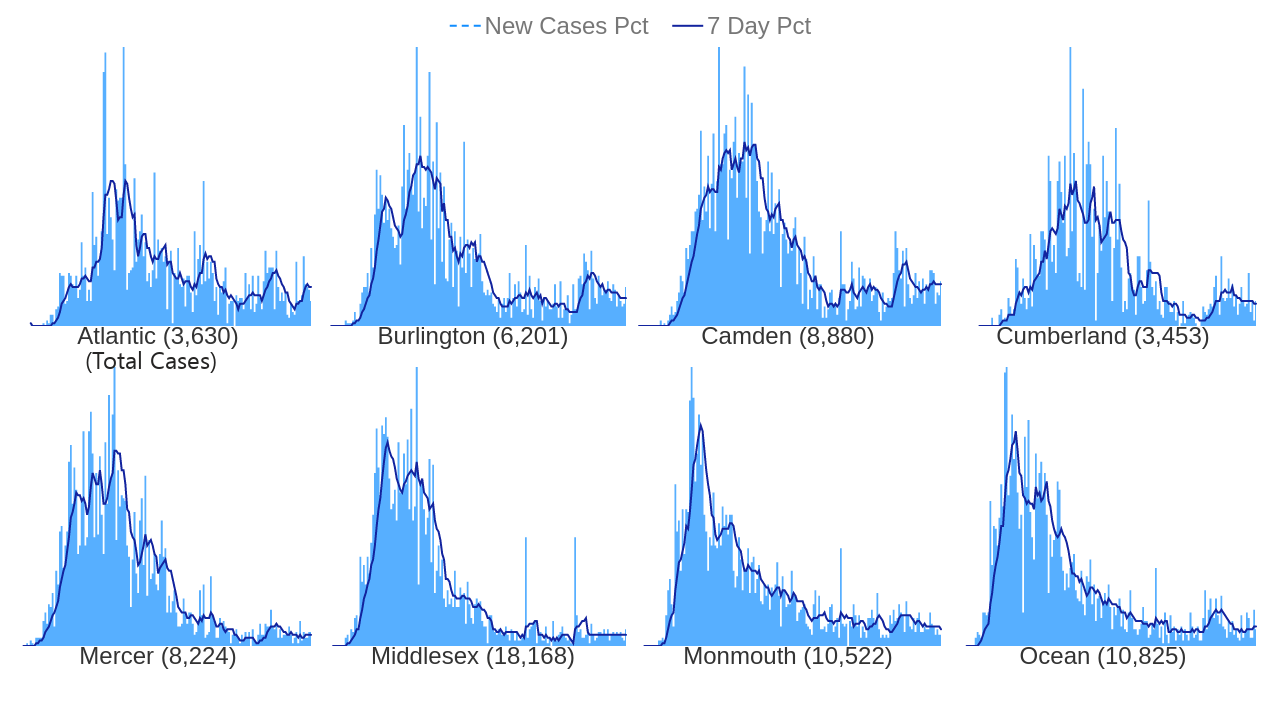 New Cases Pct 7 Day Pct
Atlantic (3,630) Burlington (6,201) Camden (8,880) Cumberland (3,453)
(Total Cases)
Mercer (8,224) Middlesex (18,168) Monmouth (10,522) Ocean (10,825)